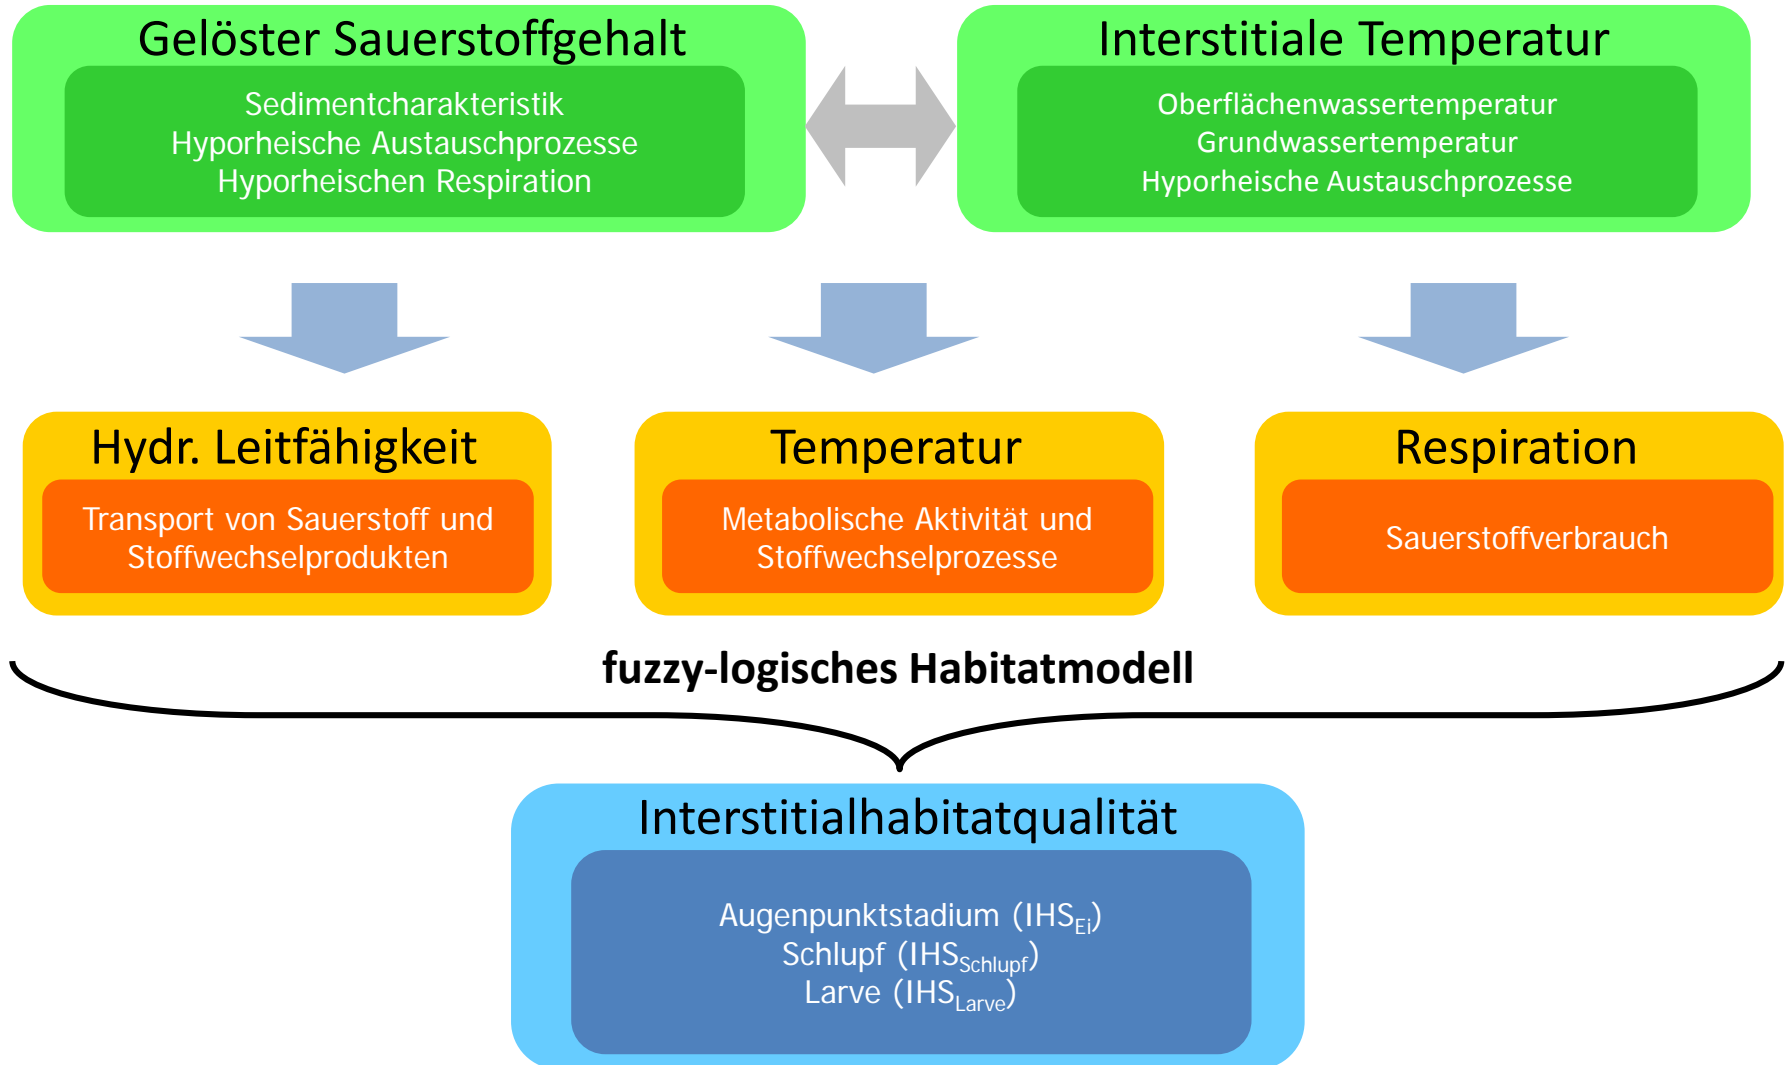 Gelöster Sauerstoffgehalt
Sedimentcharakteristik
Hyporheische Austauschprozesse
Hyporheischen Respiration
Interstitiale Temperatur
Oberflächenwassertemperatur
Grundwassertemperatur
Hyporheische Austauschprozesse
Hydr. Leitfähigkeit
Transport von Sauerstoff und
Stoffwechselprodukten
Temperatur
Metabolische Aktivität und
Stoffwechselprozesse
Respiration
Sauerstoffverbrauch
fuzzy-logisches Habitatmodell
Interstitialhabitatqualität
Augenpunktstadium (IHSEi)
Schlupf (IHSSchlupf)
Larve (IHSLarve)